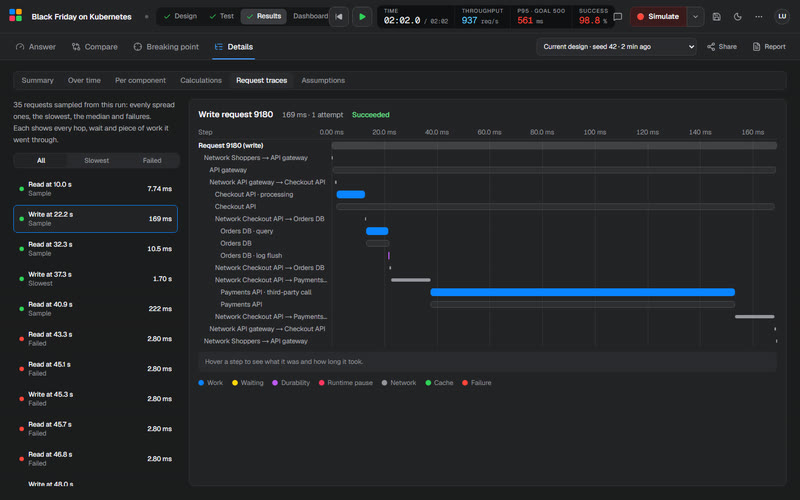 Black Friday on Kubernetes
Design
Test
Results
Dashboard
TIME
02:02.0 / 02:02
THROUGHPUT
937 req/s
P95 · GOAL 500
561 ms
SUCCESS
98.8 %
Simulate
LU
Answer
Compare
Breaking point
Details
Current design · seed 42 · 2 min ago
Share
Report
Summary
Over time
Per component
Calculations
Request traces
Assumptions
35 requests sampled from this run: evenly spread
ones, the slowest, the median and failures.
Each shows every hop, wait and piece of work it
went through.
All
Slowest
Failed
Read at 10.0 s
Sample
7.74 ms
Write at 22.2 s
Sample
169 ms
Read at 32.3 s
Sample
10.5 ms
Write at 37.3 s
Slowest
1.70 s
Read at 40.9 s
Sample
222 ms
Read at 43.3 s
Failed
2.80 ms
Read at 45.1 s
Failed
2.80 ms
Write at 45.3 s
Failed
2.80 ms
Read at 45.7 s
Failed
2.80 ms
Read at 46.8 s
Failed
2.80 ms
Write at 48.0 s
Write request 9180
169 ms · 1 attempt
Succeeded
Step
0.00 ms
20.0 ms
40.0 ms
60.0 ms
80.0 ms
100 ms
120 ms
140 ms
160 ms
Request 9180 (write)
Network Shoppers → API gateway
API gateway
Network API gateway → Checkout API
Checkout API · processing
Checkout API
Network Checkout API → Orders DB
Orders DB · query
Orders DB
Orders DB · log flush
Network Checkout API → Orders DB
Network Checkout API → Payments...
Payments API · third-party call
Payments API
Network Checkout API → Payments...
Network API gateway → Checkout API
Network Shoppers → API gateway
Hover a step to see what it was and how long it took.
Work
Waiting
Durability
Runtime pause
Network
Cache
Failure